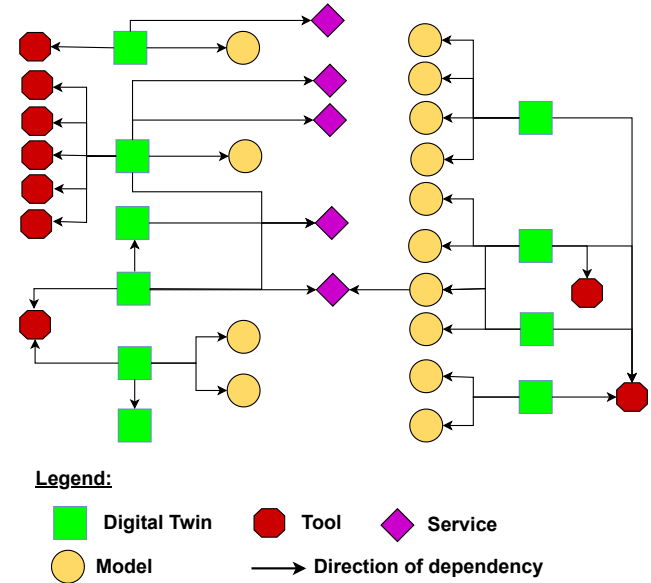 Legend:
Digital Twin
Tool
Service
Model
Direction of dependency